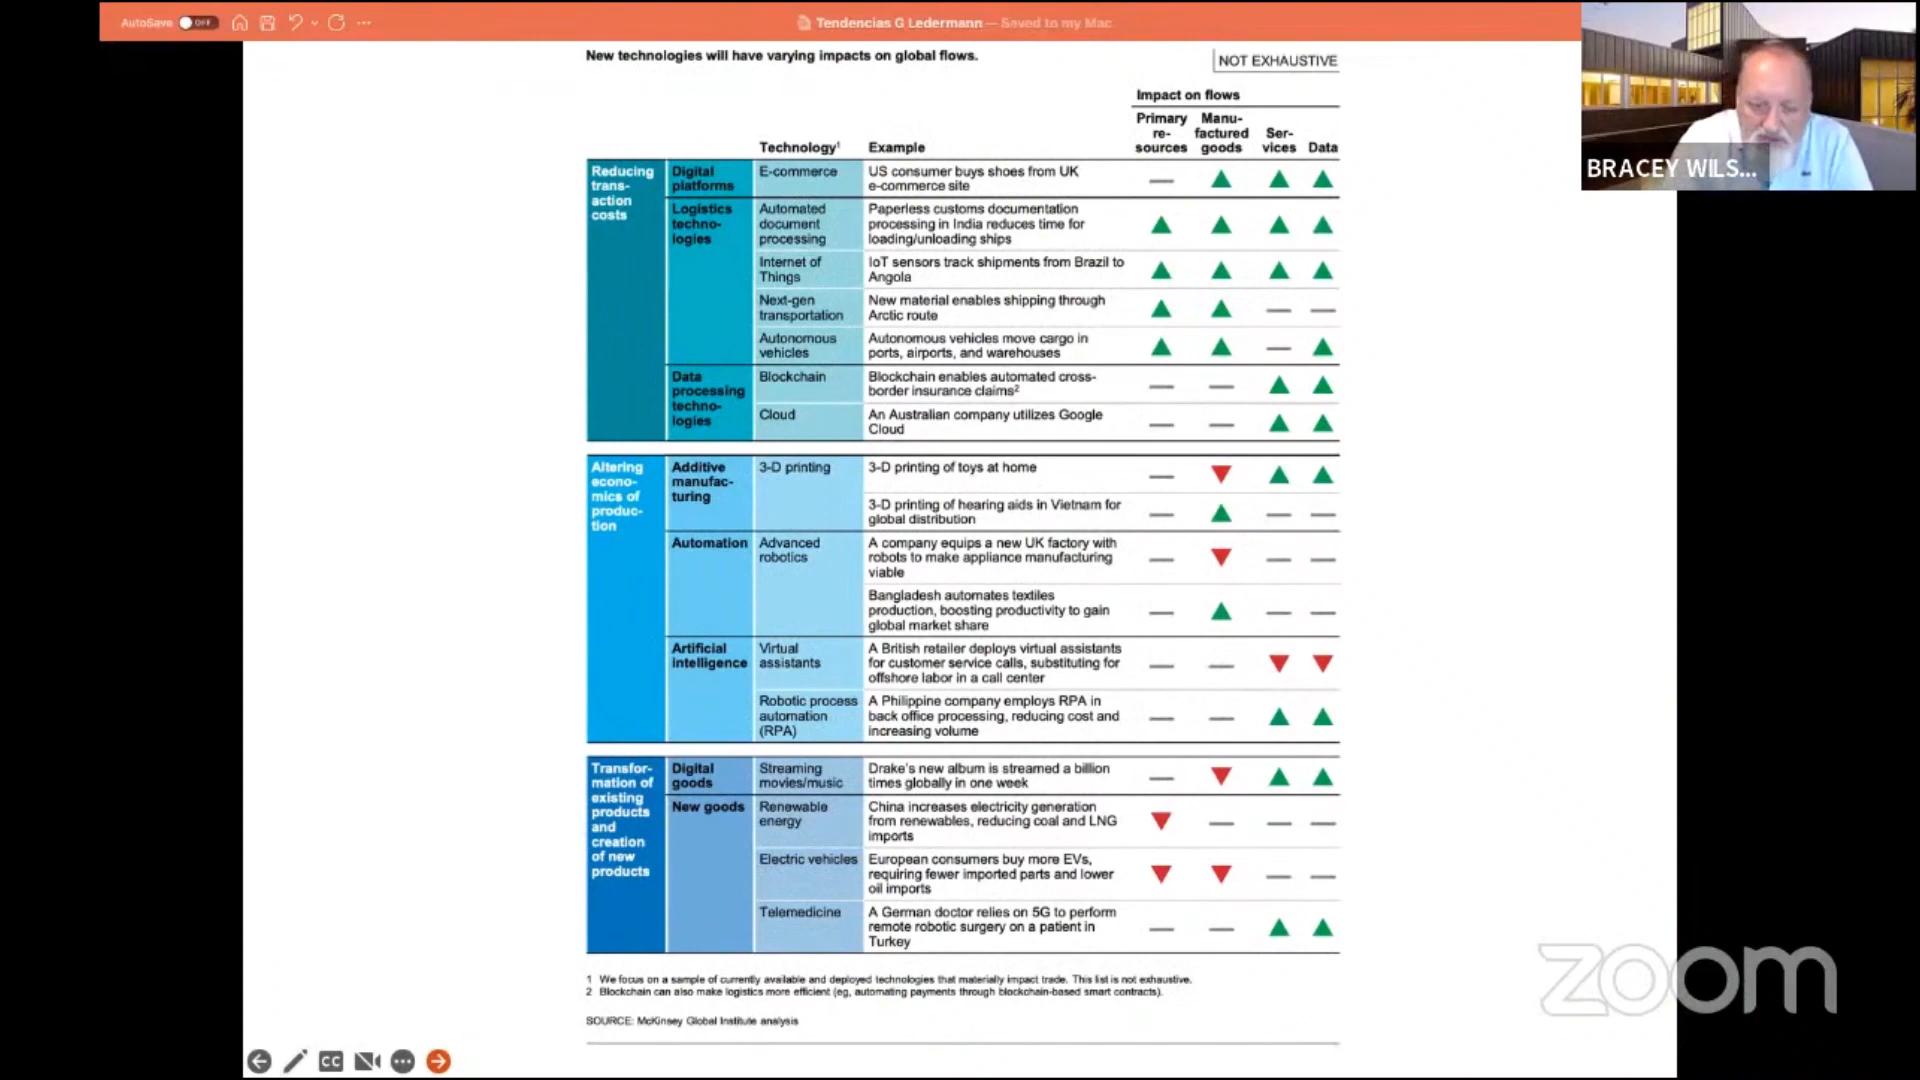 AutoSave OFF
Tendencias G Ledermann — Saved to my Mac
New technologies will have varying impacts on global flows.
NOT EXHAUSTIVE
Impact on flows
Technology¹
Example
Primary
re-
sources
Manu-
factured
goods
Ser-
vices
Data
Reducing
trans-
action
costs
Digital
platforms
E-commerce
US consumer buys shoes from UK
e-commerce site
Logistics
techno-
logies
Automated
document
processing
Paperless customs documentation
processing in India reduces time for
loading/unloading ships
Internet of
Things
IoT sensors track shipments from Brazil to
Angola
Next-gen
transportation
New material enables shipping through
Arctic route
Autonomous
vehicles
Autonomous vehicles move cargo in
ports, airports, and warehouses
Data
processing
techno-
logies
Blockchain
Blockchain enables automated cross-
border insurance claims²
Cloud
An Australian company utilizes Google
Cloud
Altering
econo-
mics of
produc-
tion
Additive
manufac-
turing
3-D printing
3-D printing of toys at home
3-D printing of hearing aids in Vietnam for
global distribution
Automation
Advanced
robotics
A company equips a new UK factory with
robots to make appliance manufacturing
viable
Bangladesh automates textiles
production, boosting productivity to gain
global market share
Artificial
intelligence
Virtual
assistants
A British retailer deploys virtual assistants
for customer service calls, substituting for
offshore labor in a call center
Robotic process
automation
(RPA)
A Philippine company employs RPA in
back office processing, reducing cost and
increasing volume
Transfor-
mation of
existing
products
and
creation
of new
products
Digital
goods
Streaming
movies/music
Drake's new album is streamed a billion
times globally in one week
New goods
Renewable
energy
China increases electricity generation
from renewables, reducing coal and LNG
imports
Electric vehicles
European consumers buy more EVs,
requiring fewer imported parts and lower
oil imports
Telemedicine
A German doctor relies on 5G to perform
remote robotic surgery on a patient in
Turkey
1 We focus on a sample of currently available and deployed technologies that materially impact trade. This list is not exhaustive.
2 Blockchain can also make logistics more efficient (eg, automating payments through blockchain-based smart contracts).
SOURCE: McKinsey Global Institute analysis
CC
BRACEY WILS...
zoom